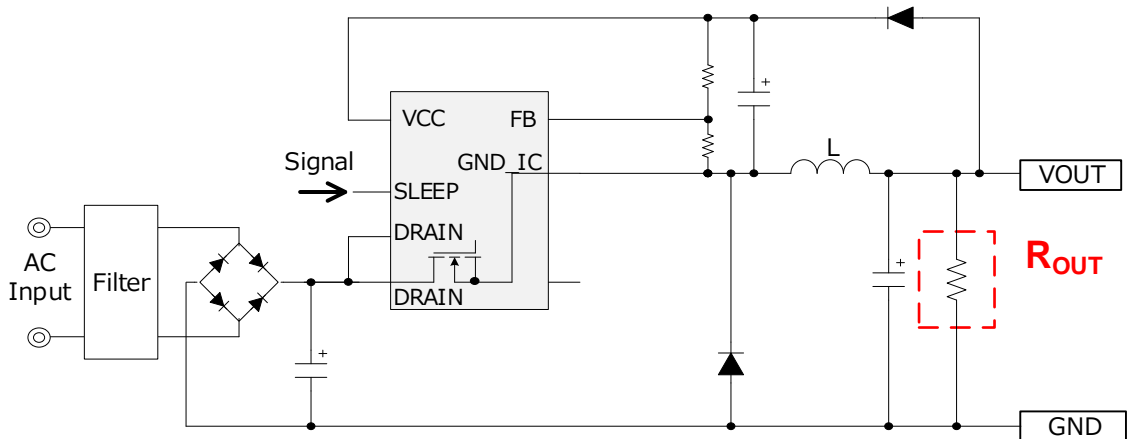 VCC
FB
Signal
GND_IC
L
SLEEP
VOUT
DRAIN
AC
Input
Filter
ROUT
DRAIN
GND